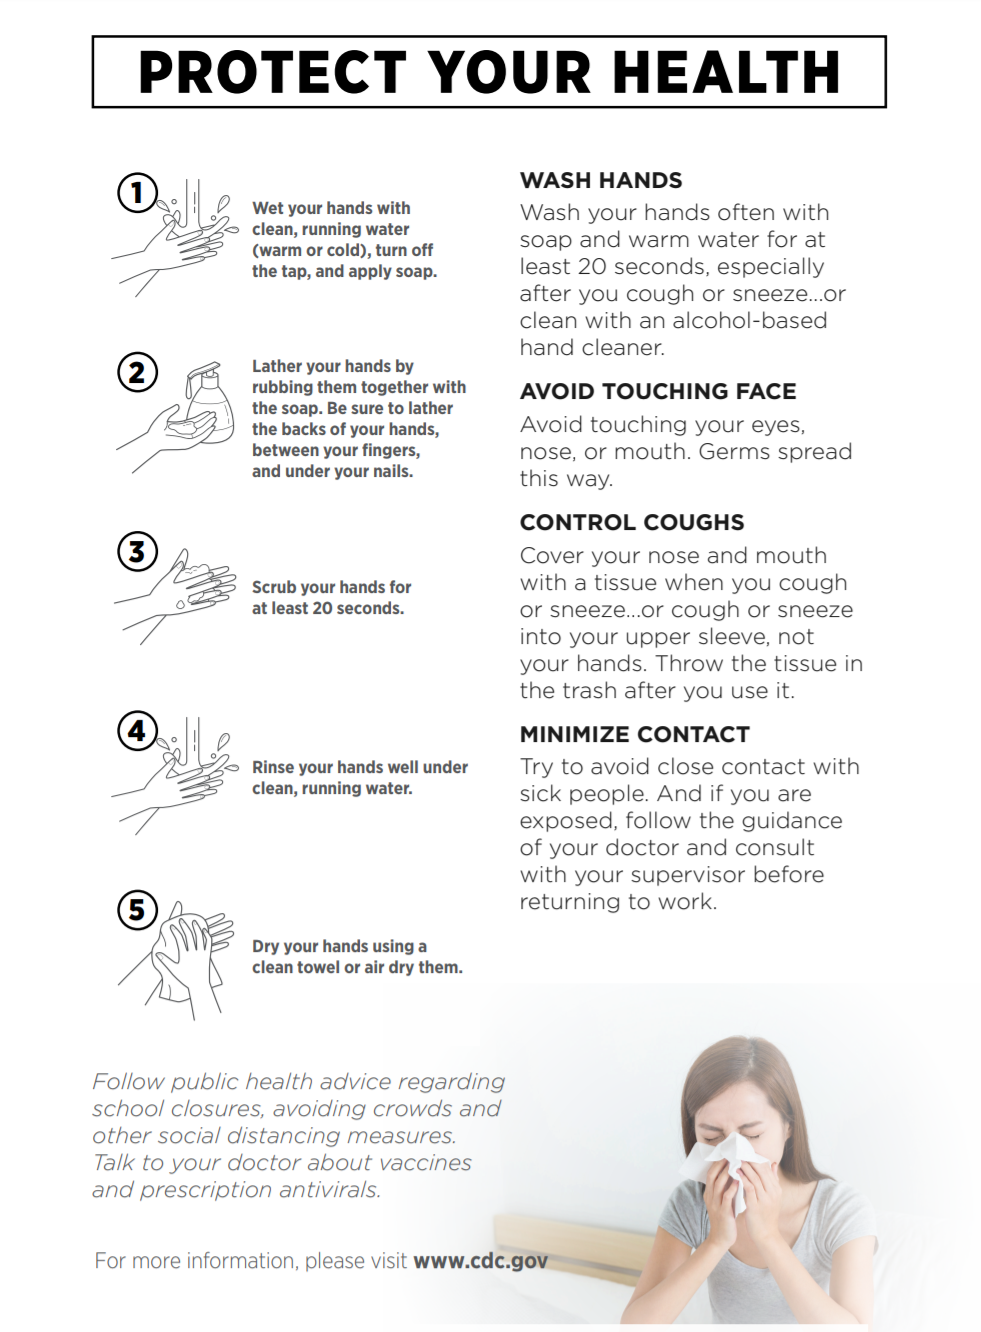 PROTECT YOUR HEALTH
1
Wet your hands with
clean, running water
(warm or cold), turn off
the tap, and apply soap.
2
Lather your hands by
rubbing them together with
the soap. Be sure to lather
the backs of your hands,
between your fingers,
and under your nails.
3
Scrub your hands for
at least 20 seconds.
4
Rinse your hands well under
clean, running water.
5
Dry your hands using a
clean towel or air dry them.
WASH HANDS
Wash your hands often with
soap and warm water for at
least 20 seconds, especially
after you cough or sneeze...or
clean with an alcohol-based
hand cleaner.
AVOID TOUCHING FACE
Avoid touching your eyes,
nose, or mouth. Germs spread
this way.
CONTROL COUGHS
Cover your nose and mouth
with a tissue when you cough
or sneeze...or cough or sneeze
into your upper sleeve, not
your hands. Throw the tissue in
the trash after you use it.
MINIMIZE CONTACT
Try to avoid close contact with
sick people. And if you are
exposed, follow the guidance
of your doctor and consult
with your supervisor before
returning to work.
Follow public health advice regarding
school closures, avoiding crowds and
other social distancing measures.
Talk to your doctor about vaccines
and prescription antivirals.
For more information, please visit www.cdc.gov